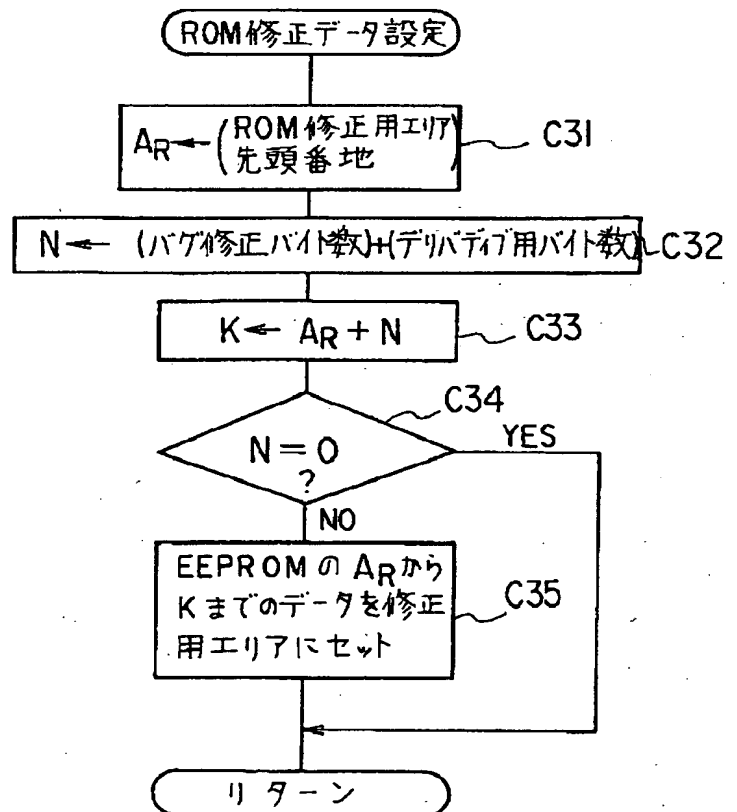 ROM修正データ設定
AR←(ROM修正用エリア
先頭番地)
C31
N← (バグ修正バイト数)+(デリバティブ用バイト数)
C32
K← AR + N
C33
C34
N=0
?
YES
NO
EEPROMのARから
Kまでのデータを修正
用エリアにセット
C35
リターン